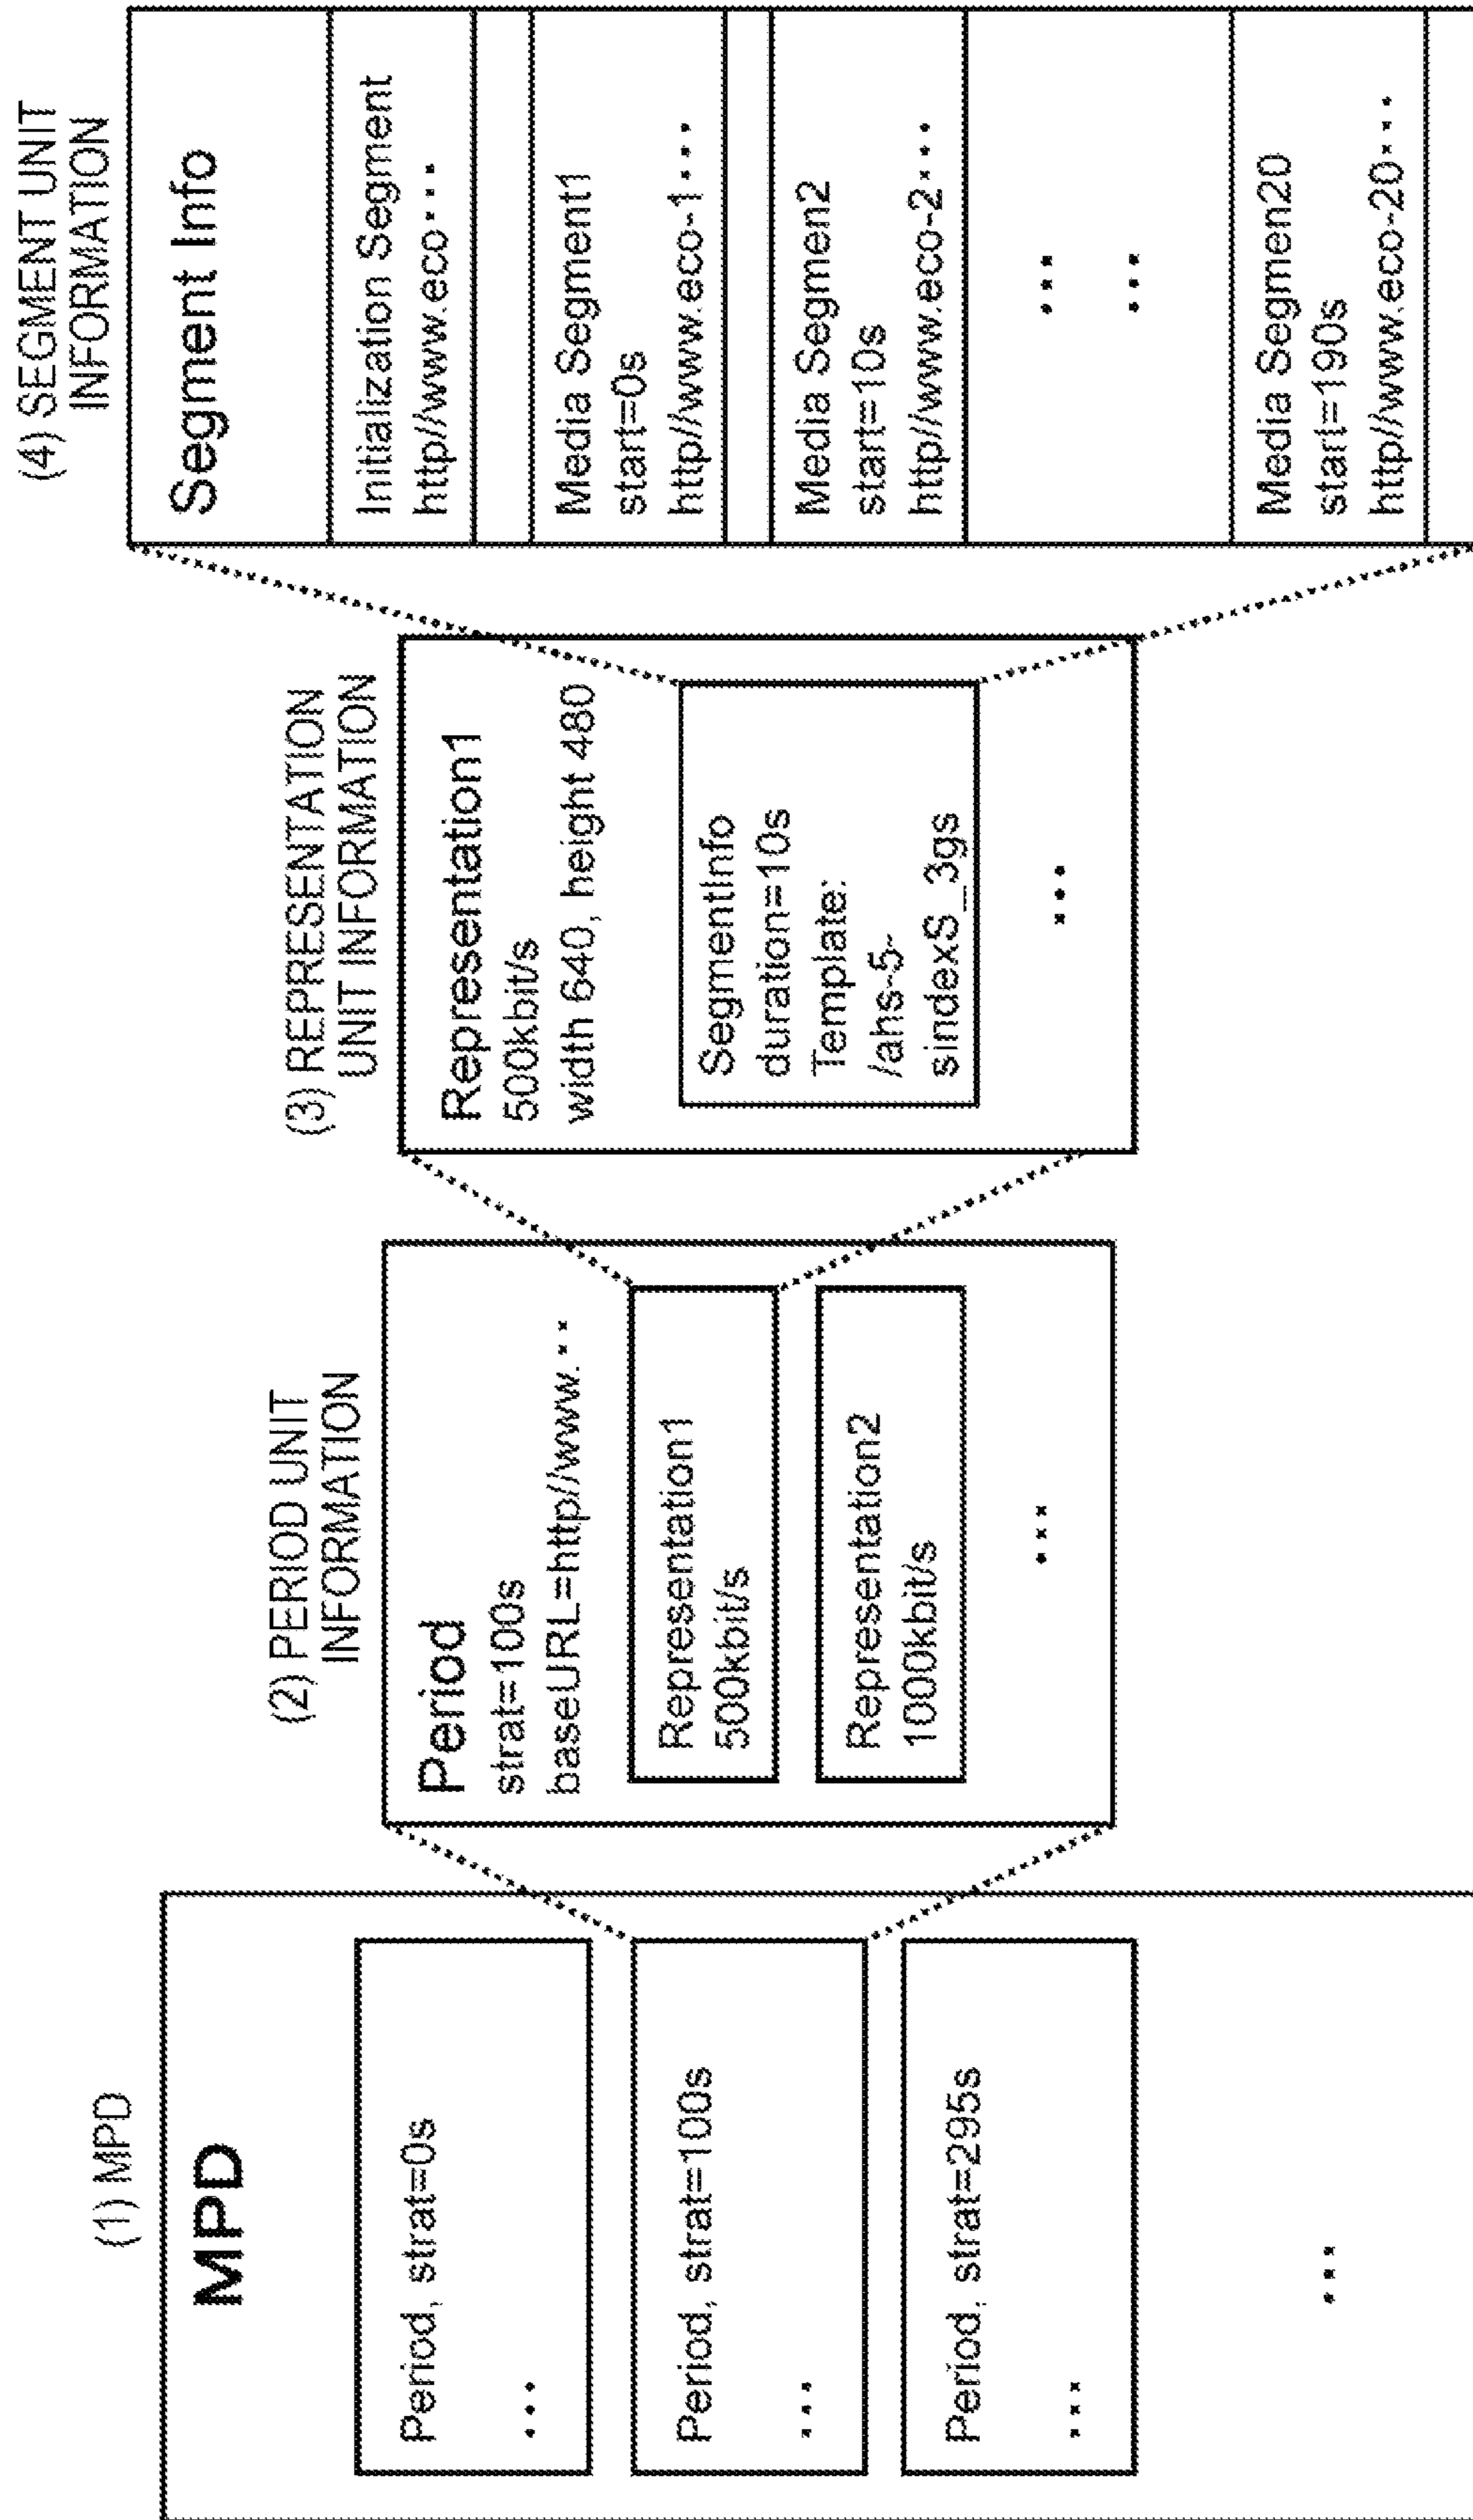 (1) MPD
MPD
Period, strat=0s
•••
Period, strat=100s
•••
Period, strat=295s
•••
•••
(2) PERIOD UNIT
INFORMATION
Period
strat=100s
baseURL=http//www.••
Representation1
500kbit/s
Representation2
1000kbit/s
•••
(3) REPRESENTATION
UNIT INFORMATION
Representation1
500kbit/s
width 640, height 480
SegmentInfo
duration=10s
Template:
/ahs-5-
sindexS_3gs
•••
(4) SEGMENT UNIT
INFORMATION
Segment Info
Initialization Segment
http//www.eco•••
Media Segment1
start=0s
http//www.eco-1••••
Media Segmen2
start=10s
http//www.eco-2••••
•••
•••
Media Segmen20
start=190s
http//www.eco-20••••